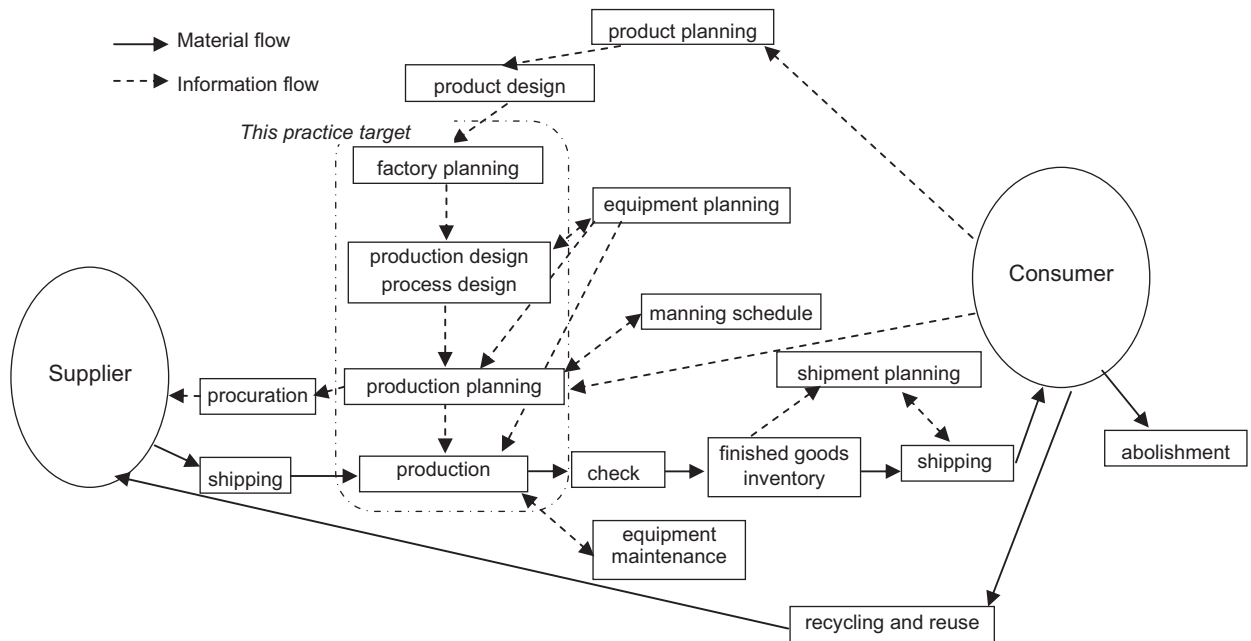 Material flow
Information flow
product planning
product design
This practice target
factory planning
equipment planning
production design
process design
manning schedule
Consumer
Supplier
procuration
production planning
shipment planning
shipping
production
check
finished goods
inventory
shipping
abolishment
equipment
maintenance
recycling and reuse